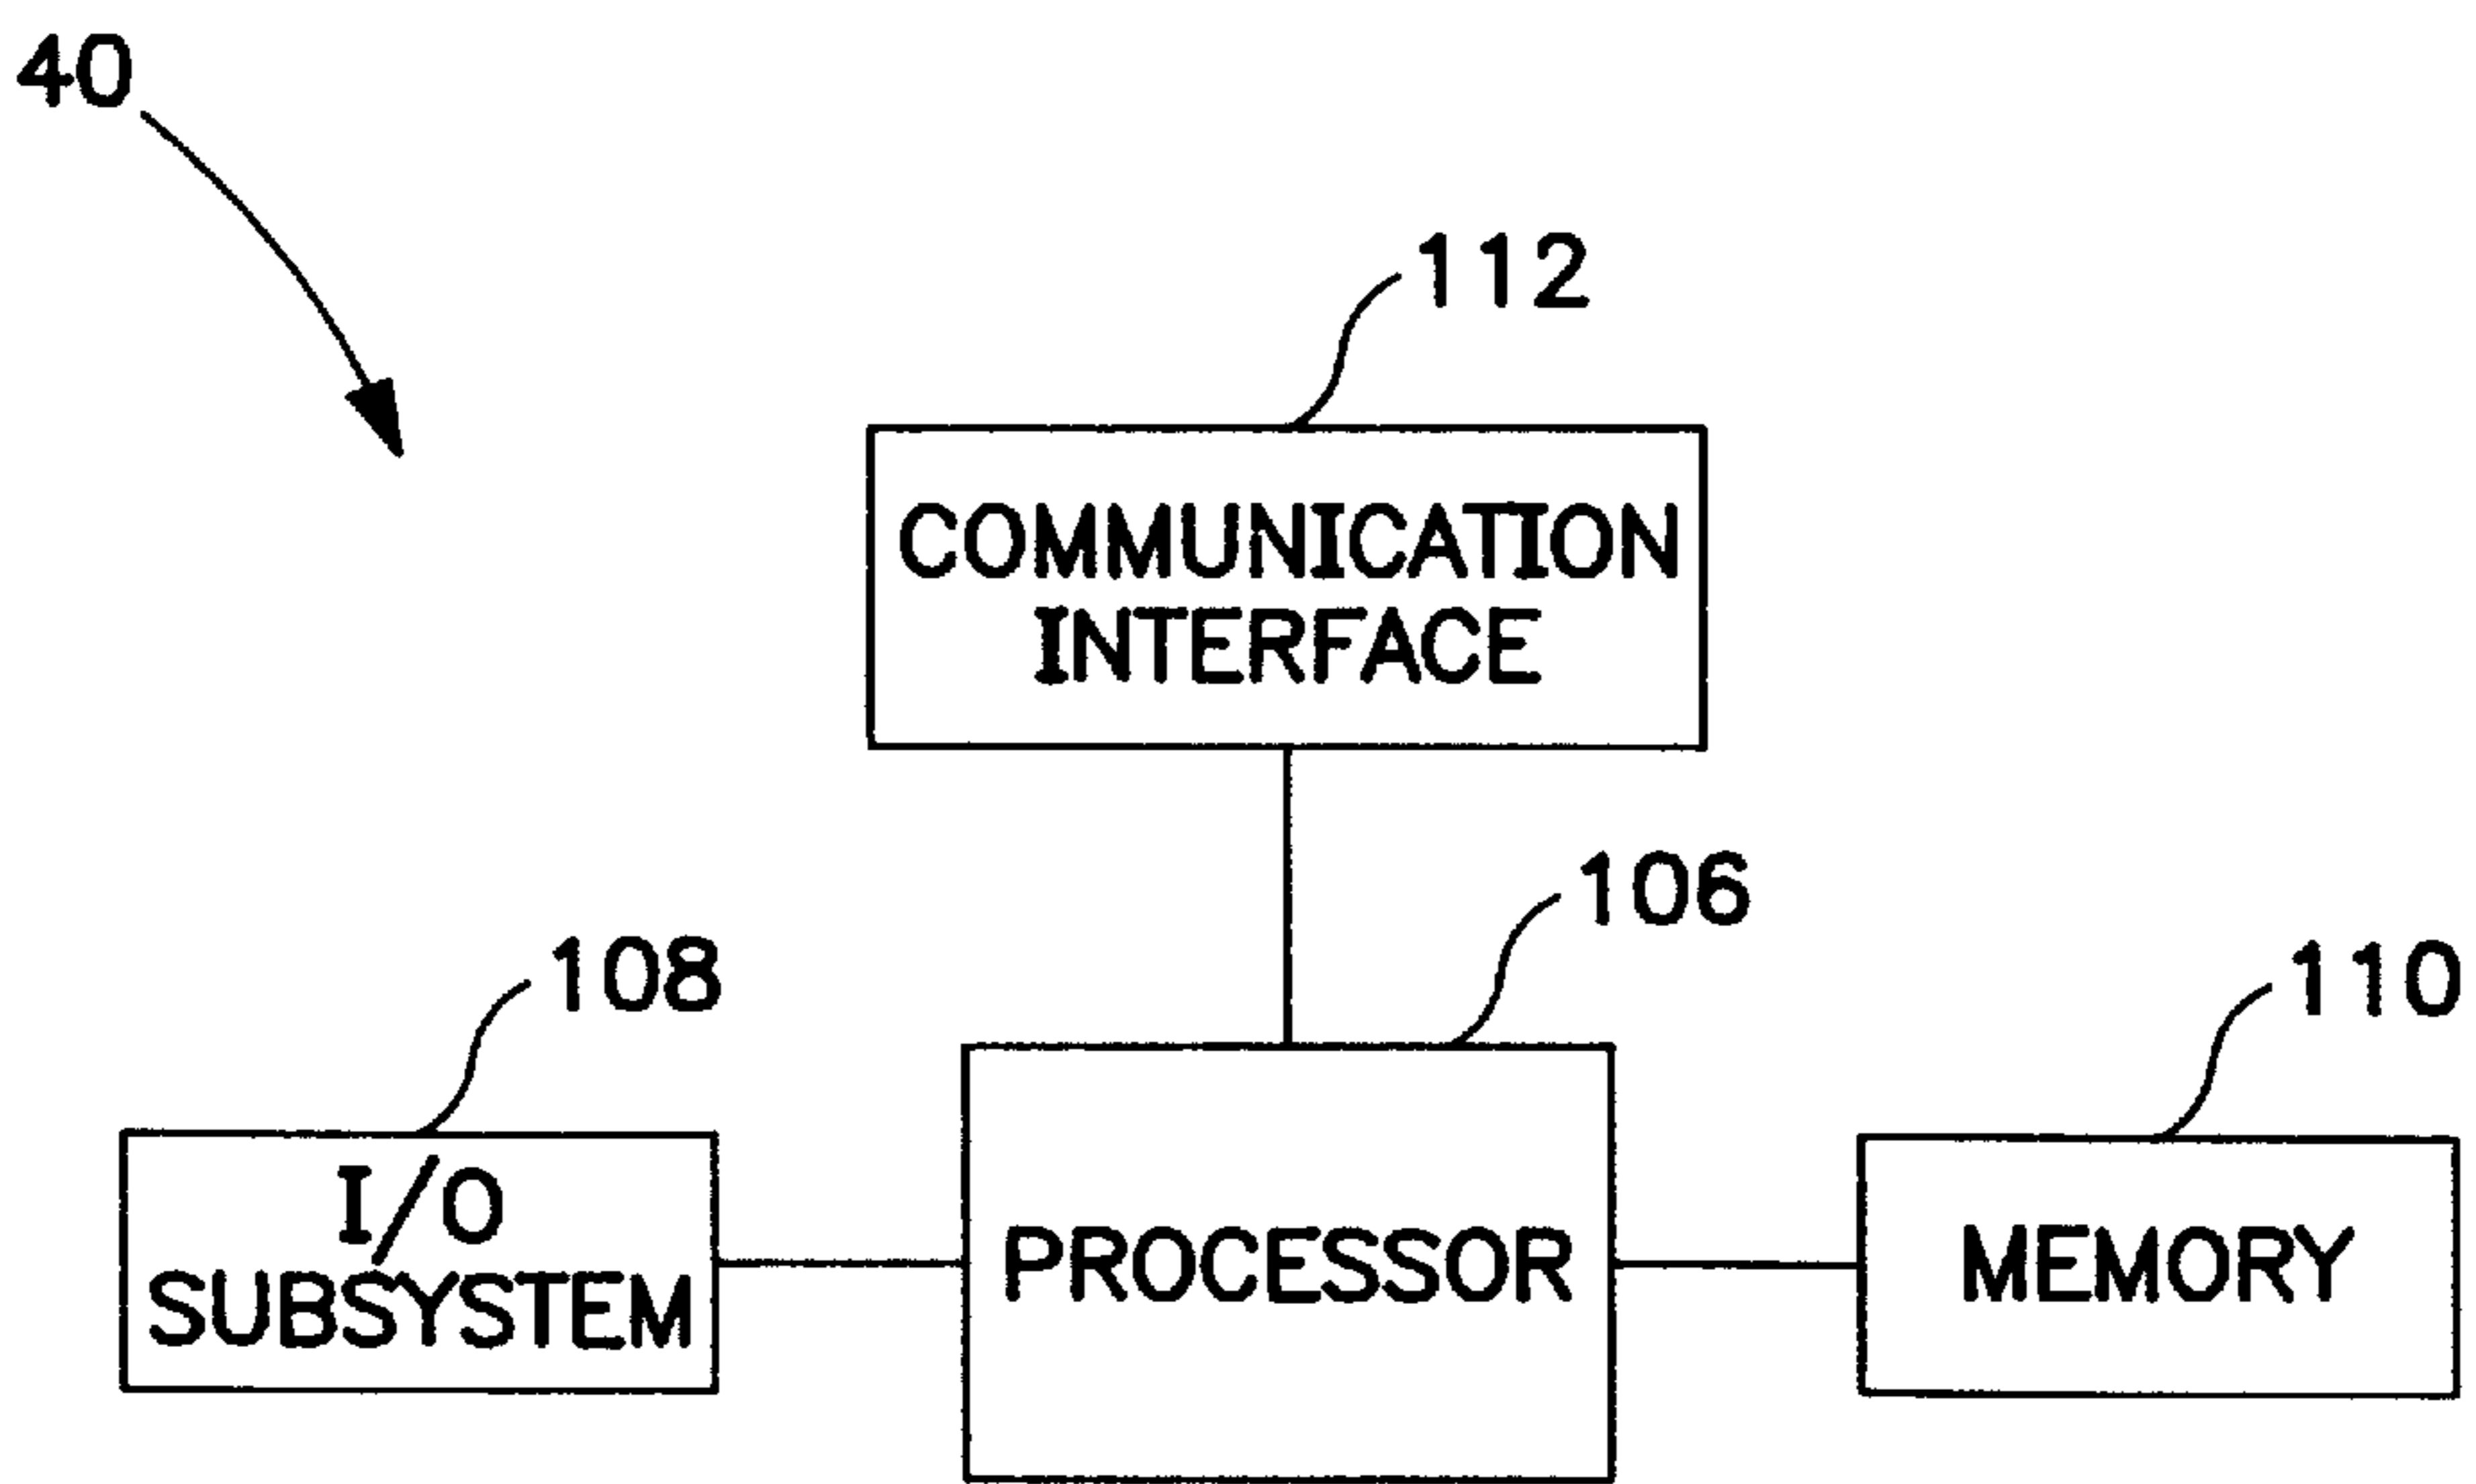 40
112
COMMUNICATION
INTERFACE
106
108
110
I/O
SUBSYSTEM
PROCESSOR
MEMORY